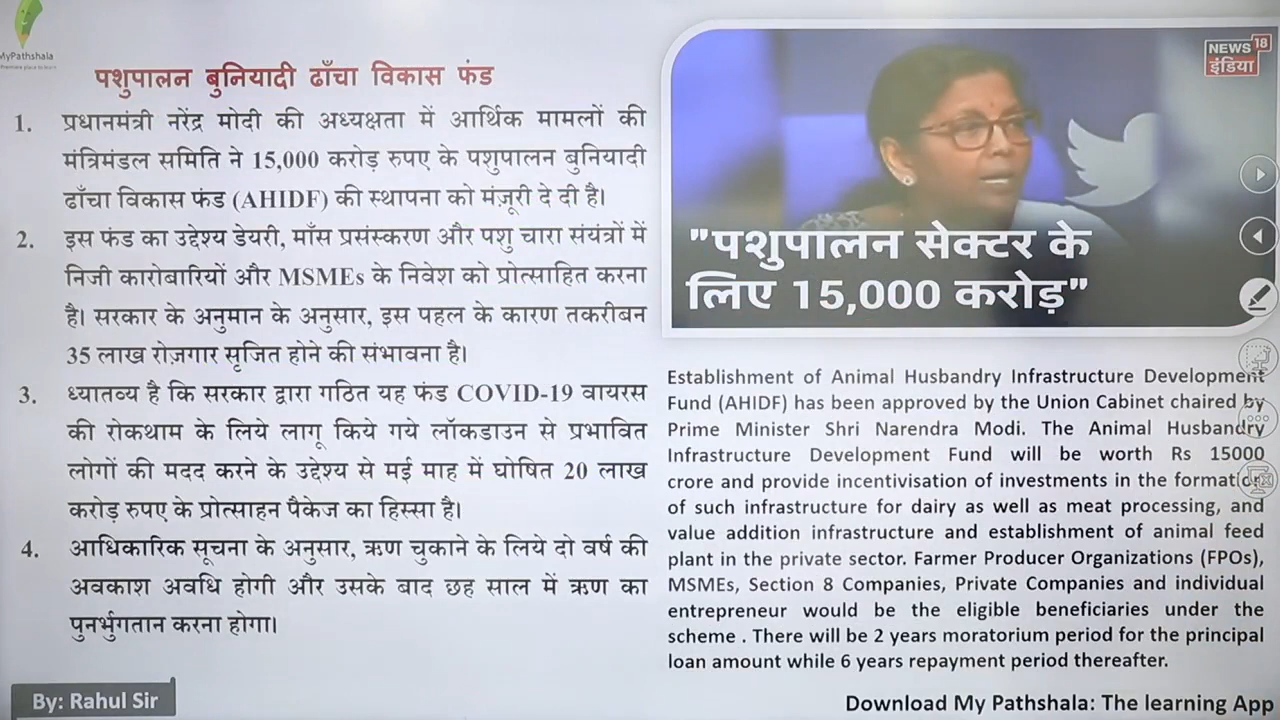 MyPathshala
पशुपालन बुनियादी ढाँचा विकास फंड
1. प्रधानमंत्री नरेंद्र मोदी की अध्यक्षता में आर्थिक मामलों की
मंत्रिमंडल समिति ने 15,000 करोड़ रुपए के पशुपालन बुनियादी
ढाँचा विकास फंड (AHIDF) की स्थापना को मंज़ूरी दे दी है।
2. इस फंड का उद्देश्य डेयरी, माँस प्रसंस्करण और पशु चारा संयंत्रों में
निजी कारोबारियों और MSMEs के निवेश को प्रोत्साहित करना
है। सरकार के अनुमान के अनुसार, इस पहल के कारण तकरीबन
35 लाख रोज़गार सृजित होने की संभावना है।
3. ध्यातव्य है कि सरकार द्वारा गठित यह फंड COVID-19 वायरस
की रोकथाम के लिये लागू किये गये लॉकडाउन से प्रभावित
लोगों की मदद करने के उद्देश्य से मई माह में घोषित 20 लाख
करोड़ रुपए के प्रोत्साहन पैकेज का हिस्सा है।
4. आधिकारिक सूचना के अनुसार, ऋण चुकाने के लिये दो वर्ष की
अवकाश अवधि होगी और उसके बाद छह साल में ऋण का
पुनर्भुगतान करना होगा।
By: Rahul Sir
NEWS 18
इंडिया
"पशुपालन सेक्टर के
लिए 15,000 करोड़"
Establishment of Animal Husbandry Infrastructure Development
Fund (AHIDF) has been approved by the Union Cabinet chaired by
Prime Minister Shri Narendra Modi. The Animal Husbandry
Infrastructure Development Fund will be worth Rs 15000
crore and provide incentivisation of investments in the formation
of such infrastructure for dairy as well as meat processing, and
value addition infrastructure and establishment of animal feed
plant in the private sector. Farmer Producer Organizations (FPOs),
MSMEs, Section 8 Companies, Private Companies and individual
entrepreneur would be the eligible beneficiaries under the
scheme . There will be 2 years moratorium period for the principal
loan amount while 6 years repayment period thereafter.
Download My Pathshala: The learning App